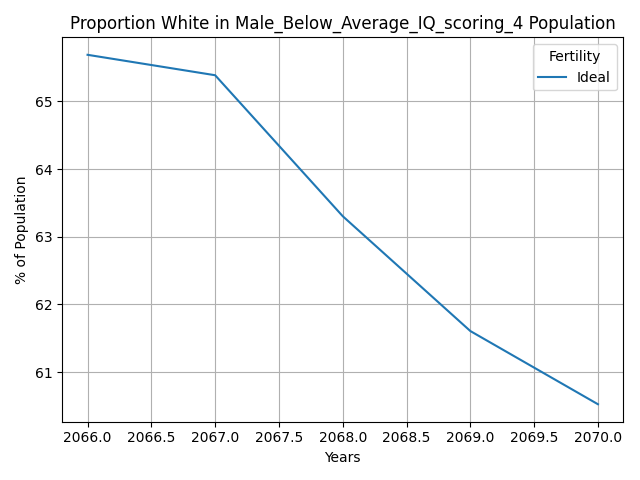 Proportion White in Male_Below_Average_IQ_scoring_4 Population
Fertility
Ideal
% of Population
65
64
63
62
61
2066.0 2066.5 2067.0 2067.5 2068.0 2068.5 2069.0 2069.5 2070.0
Years